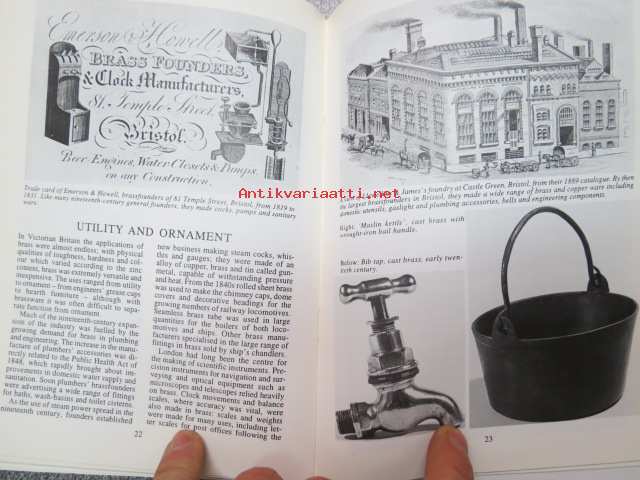 Emerson & Howell,
BRASS FOUNDERS,
& Clock Manufacturers,
81, Temple Street,
Bristol.
Beer Engines, Water Closets & Pumps,
on any Construction.
Trade card of Emerson & Howell, brassfounders of 81 Temple Street, Bristol, from 1829 to
1831. Like many nineteenth-century general founders, they made cocks, pumps and sanitary
ware.
UTILITY AND ORNAMENT
In Victorian Britain the applications of
brass were almost endless; with physical
qualities of toughness, hardness and col-
our which varied according to the zinc
content, brass was extremely versatile and
inexpensive. The uses ranged from utility
to ornament – from engineers' grease cups
to hearth furniture – although with
brassware it was often difficult to sepa-
rate function from ornament.
Much of the nineteenth-century expan-
sion of the industry was fuelled by the
growing demand for brass in plumbing
and engineering. The increase in the manu-
facture of plumbers' accessories was di-
rectly related to the Public Health Act of
1848, which rapidly brought about im-
provements in domestic water supply and
sanitation. Soon plumbers' brassfounders
were advertising a wide range of fittings
for baths, wash-basins and toilet cisterns.
As the use of steam power spread in the
nineteenth century, founders established
new business making steam cocks, whis-
tles and gauges; they were made of an
alloy of copper, brass and tin called gun-
metal, capable of withstanding pressure
and heat. From the 1840s rolled sheet brass
was used to make the chimney caps, dome
covers and decorative headings for the
growing numbers of railway locomotives.
Seamless brass tube was used in large
quantities for the boilers of both loco-
motives and ships. Other brass manu-
facturers specialised in the large range of
fittings in brass sold by ship's chandlers.
London had long been the centre for
the making of scientific instruments. Pre-
cision instruments for navigation and sur-
veying and optical equipment such as
microscopes and telescopes relied heavily
on brass. Clock movements and balance
scales, where accuracy was vital, were
also made in brass; scales and weights
were made for many uses, including let-
ter scales for post offices following the
22
Antikvariaatti.net
James's foundry at Castle Green, Bristol, from their 1889 catalogue. By then
largest brassfounders in Bristol, they made a wide range of brass and copper ware including
domestic utensils, gaslight and plumbing accessories, bells and engineering components.
Right: 'Maslin kettle', cast brass with
wrought-iron bail handle.
Below: Bib tap, cast brass, early twen-
tieth century.
23